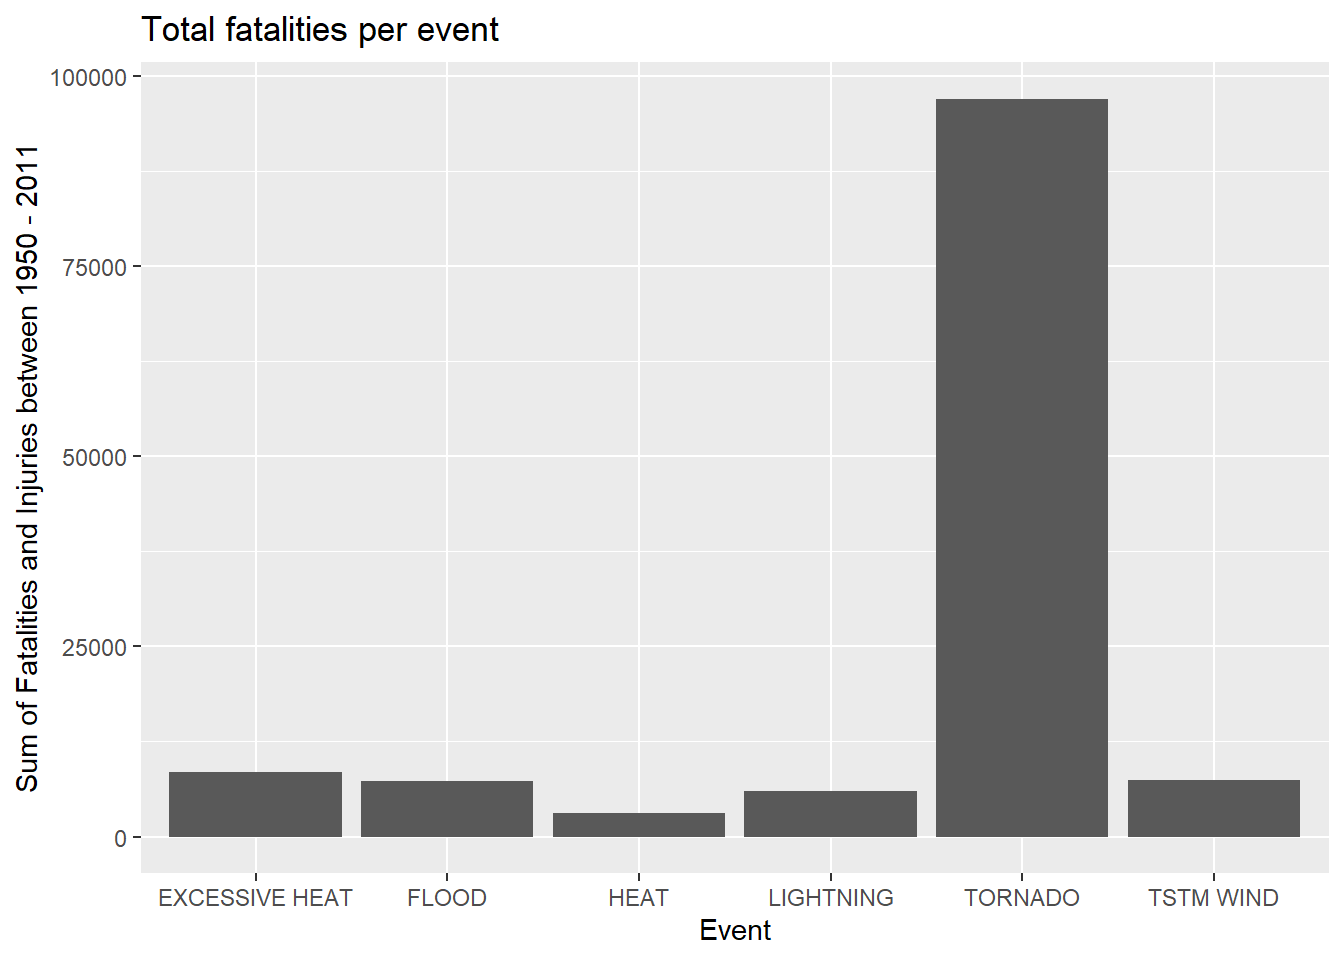 Total fatalities per event
Sum of Fatalities and Injuries between 1950 - 2011
100000
75000
50000
25000
0
EXCESSIVE HEAT
FLOOD
HEAT
LIGHTNING
TORNADO
TSTM WIND
Event